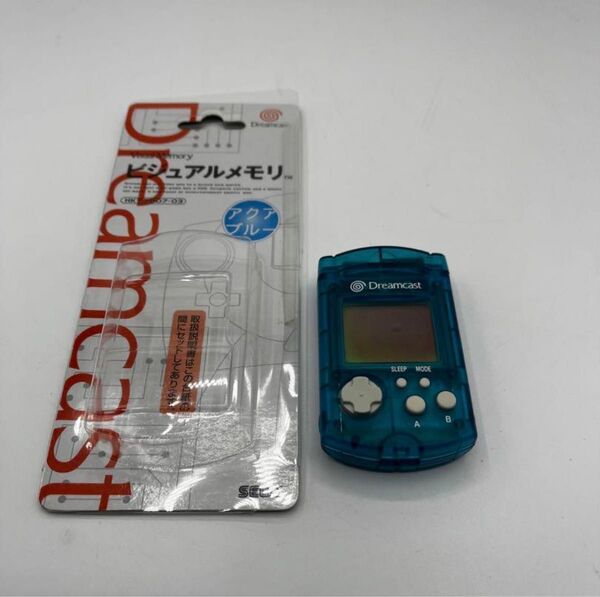 Dreamcast
Dreamcast
Visual Memory
ビジュアルメモリ™
アクア
ブルー
取扱説明書はこの台紙の
間にセットしてあります。
SEGA
Dreamcast
SLEEP MODE
A
B